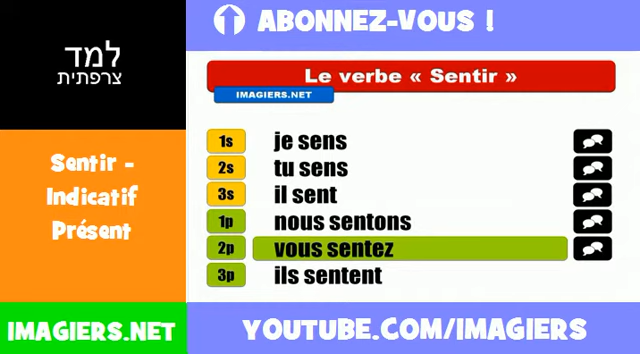 למד
צרפתית
ABONNEZ-VOUS !
Le verbe « Sentir »
IMAGIERS.NET
1s je sens
2s tu sens
3s il sent
1p nous sentons
2p vous sentez
3p ils sentent
Sentir -
Indicatif
Présent
IMAGIERS.NET
YOUTUBE.COM/IMAGIERS